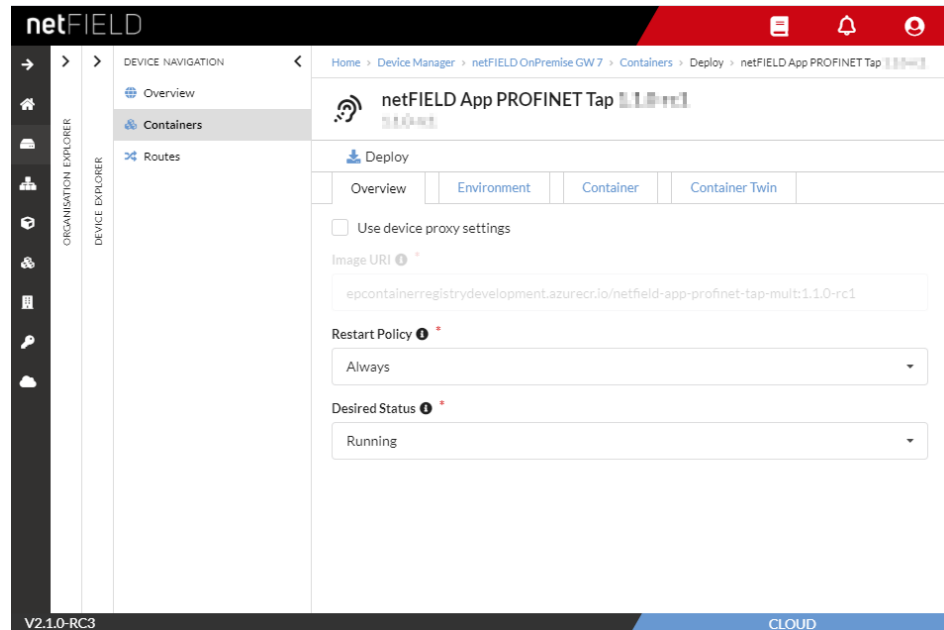 netFIELD
DEVICE NAVIGATION
Overview
Containers
Routes
ORGANISATION EXPLORER
DEVICE EXPLORER
Home > Device Manager > netFIELD OnPremise GW 7 > Containers > Deploy > netFIELD App PROFINET Tap
netFIELD App PROFINET Tap
Deploy
Overview
Environment
Container
Container Twin
Use device proxy settings
Image URI *
epcontainerregistrydevelopment.azurecr.io/netfield-app-profinet-tap-mult:1.1.0-rc1
Restart Policy *
Always
Desired Status *
Running
V2.1.0-RC3
CLOUD